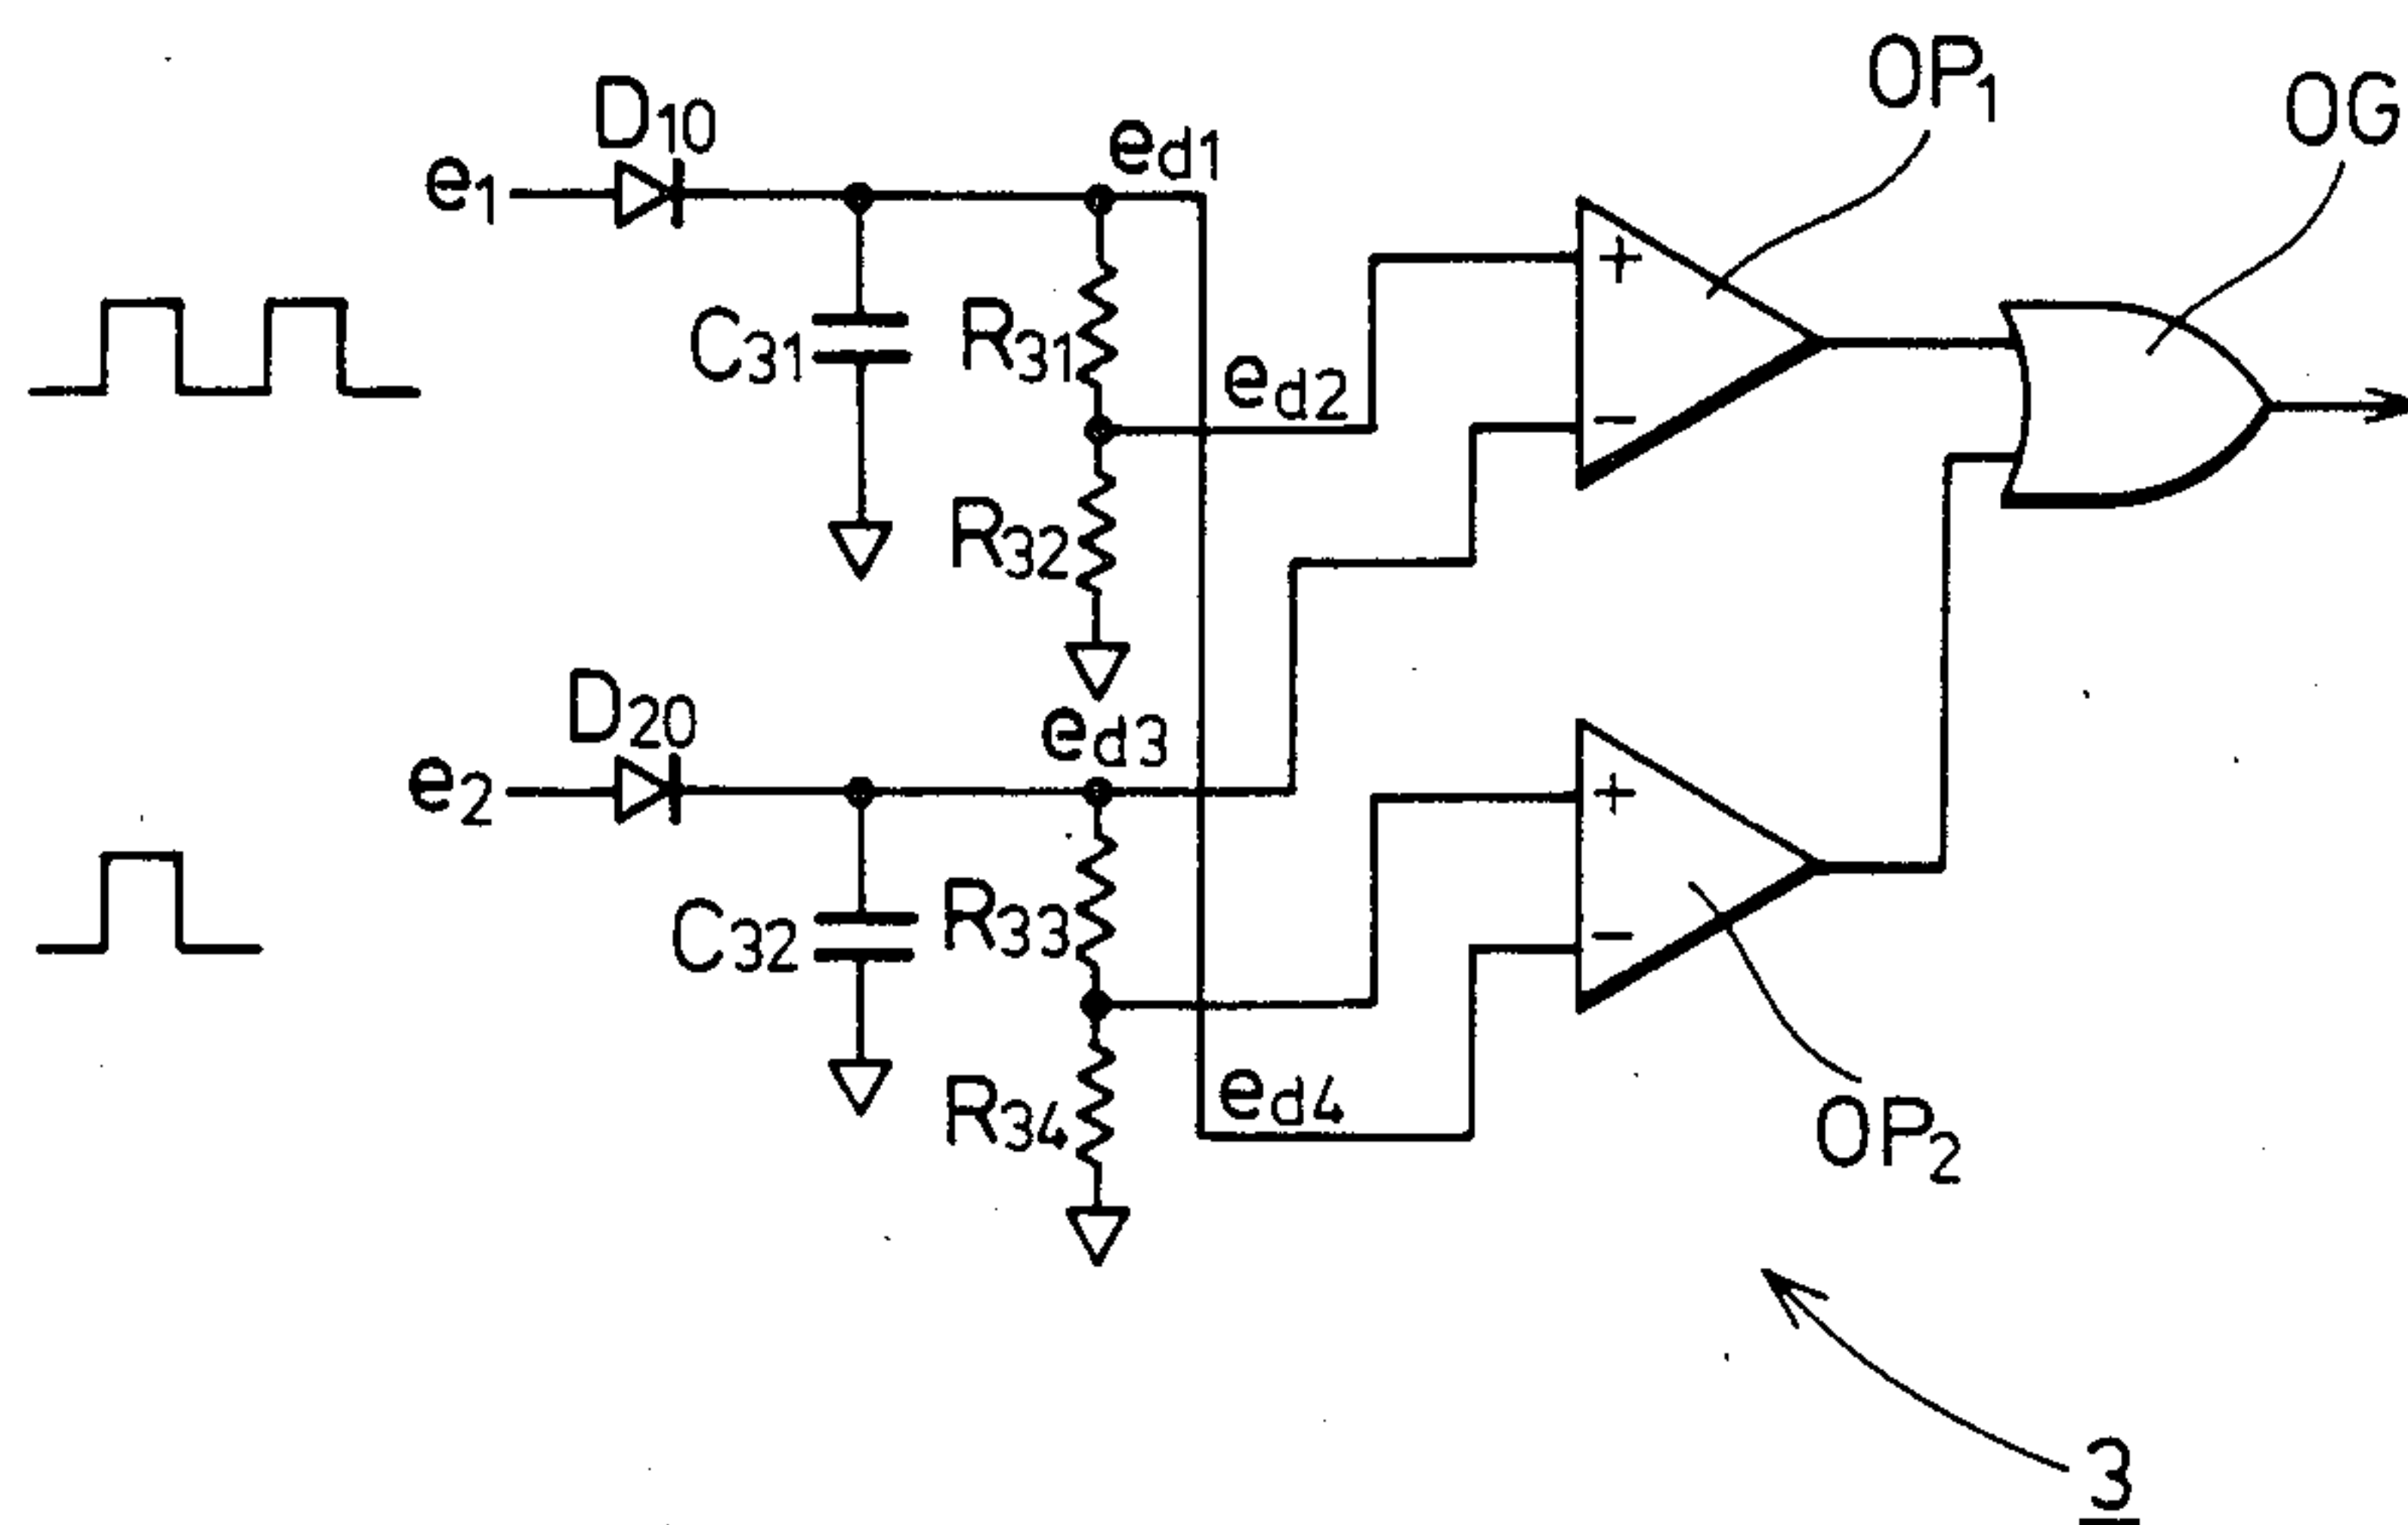 OP1
OG
D10
e1
ed1
+
C31
R31
ed2
−
R32
D20
ed3
e2
+
C32
R33
−
ed4
R34
OP2
3